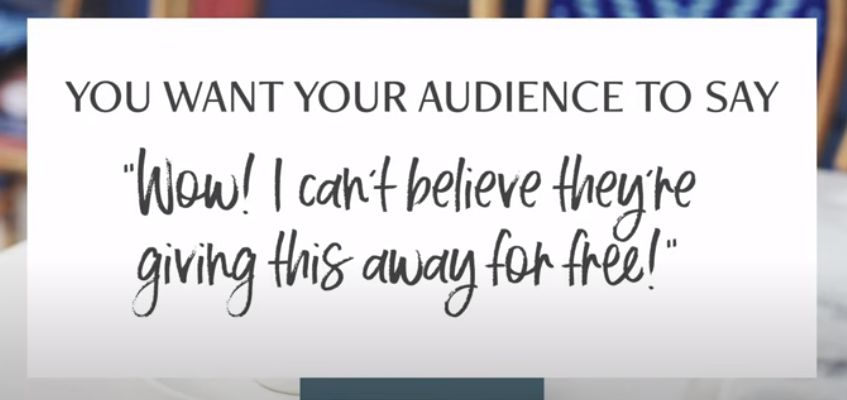 YOU WANT YOUR AUDIENCE TO SAY
"Wow! I can't believe they're
giving this away for free!"